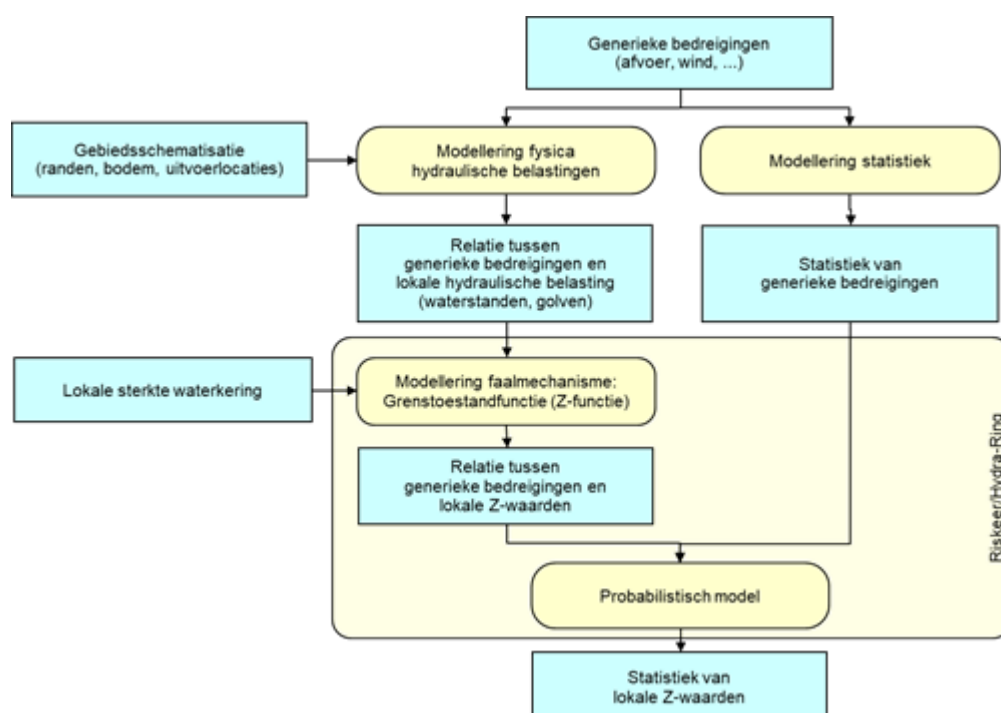 Generieke bedreigingen
(afvoer, wind, ...)
Gebiedsschematisatie
(randen, bodem, uitvoerlocaties)
Modellering fysica
hydraulische belastingen
Modellering statistiek
Relatie tussen
generieke bedreigingen en
lokale hydraulische belasting
(waterstanden, golven)
Statistiek van
generieke bedreigingen
Lokale sterkte waterkering
Modellering faalmechanisme:
Grenstoestandfunctie (Z-functie)
Relatie tussen
generieke bedreigingen en
lokale Z-waarden
Riskeer/Hydra-Ring
Probabilistisch model
Statistiek van
lokale Z-waarden